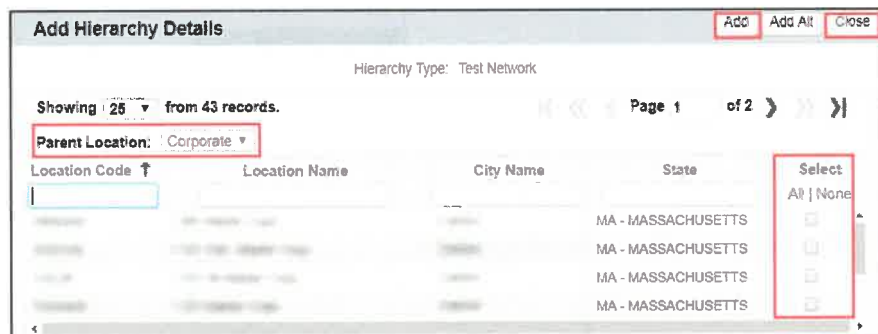 Add Hierarchy Details Add Add All Close
Hierarchy Type: Test Network
Showing 25 from 43 records. Page 1 of 2
Parent Location: Corporate
Location Code Location Name City Name State Select
All | None
MA - MASSACHUSETTS
MA - MASSACHUSETTS
MA - MASSACHUSETTS
MA - MASSACHUSETTS